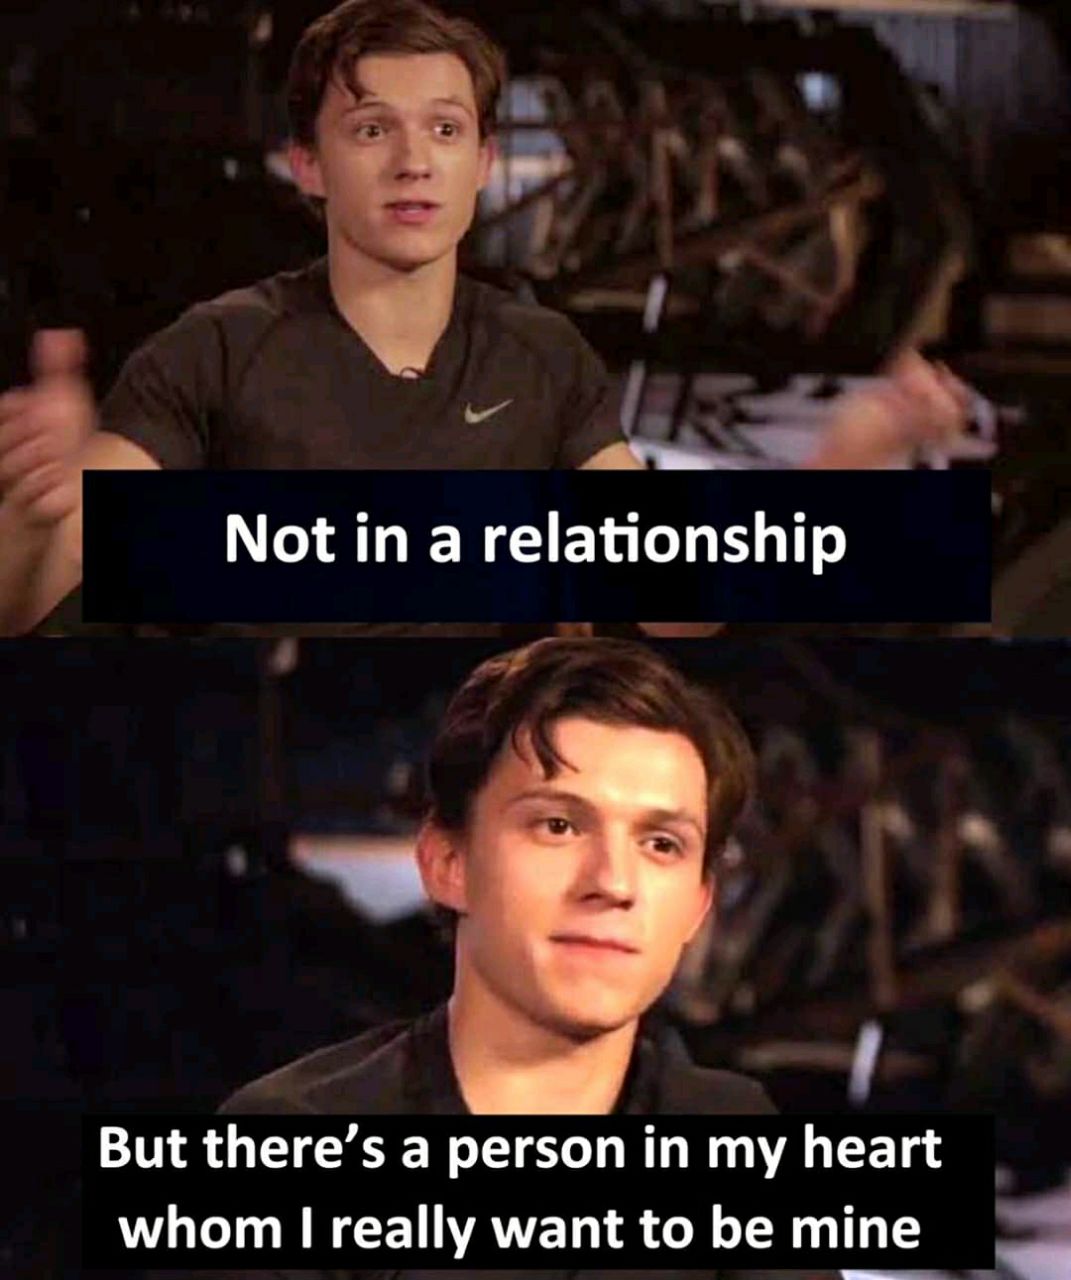 Not in a relationship
But there's a person in my heart
whom I really want to be mine